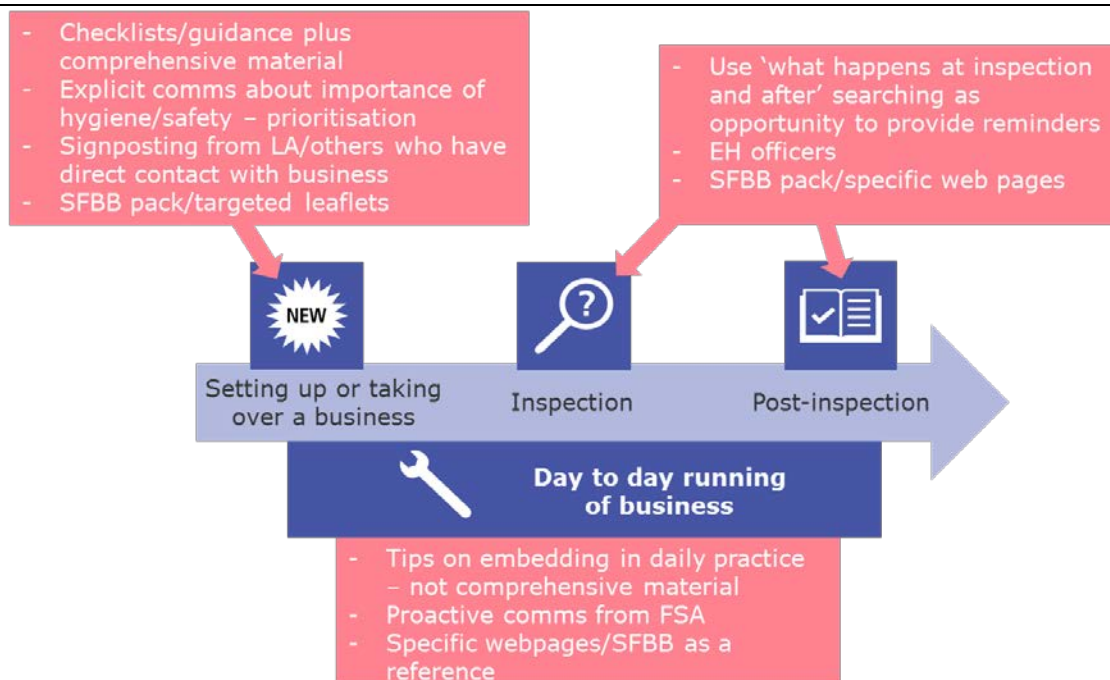 - Checklists/guidance plus
comprehensive material
- Explicit comms about importance of
hygiene/safety – prioritisation
- Signposting from LA/others who have
direct contact with business
- SFBB pack/targeted leaflets
- Use ‘what happens at inspection
and after’ searching as
opportunity to provide reminders
- EH officers
- SFBB pack/specific web pages
NEW
?
Setting up or taking
over a business
Inspection
Post-inspection
Day to day running
of business
- Tips on embedding in daily practice
– not comprehensive material
- Proactive comms from FSA
- Specific webpages/SFBB as a
reference